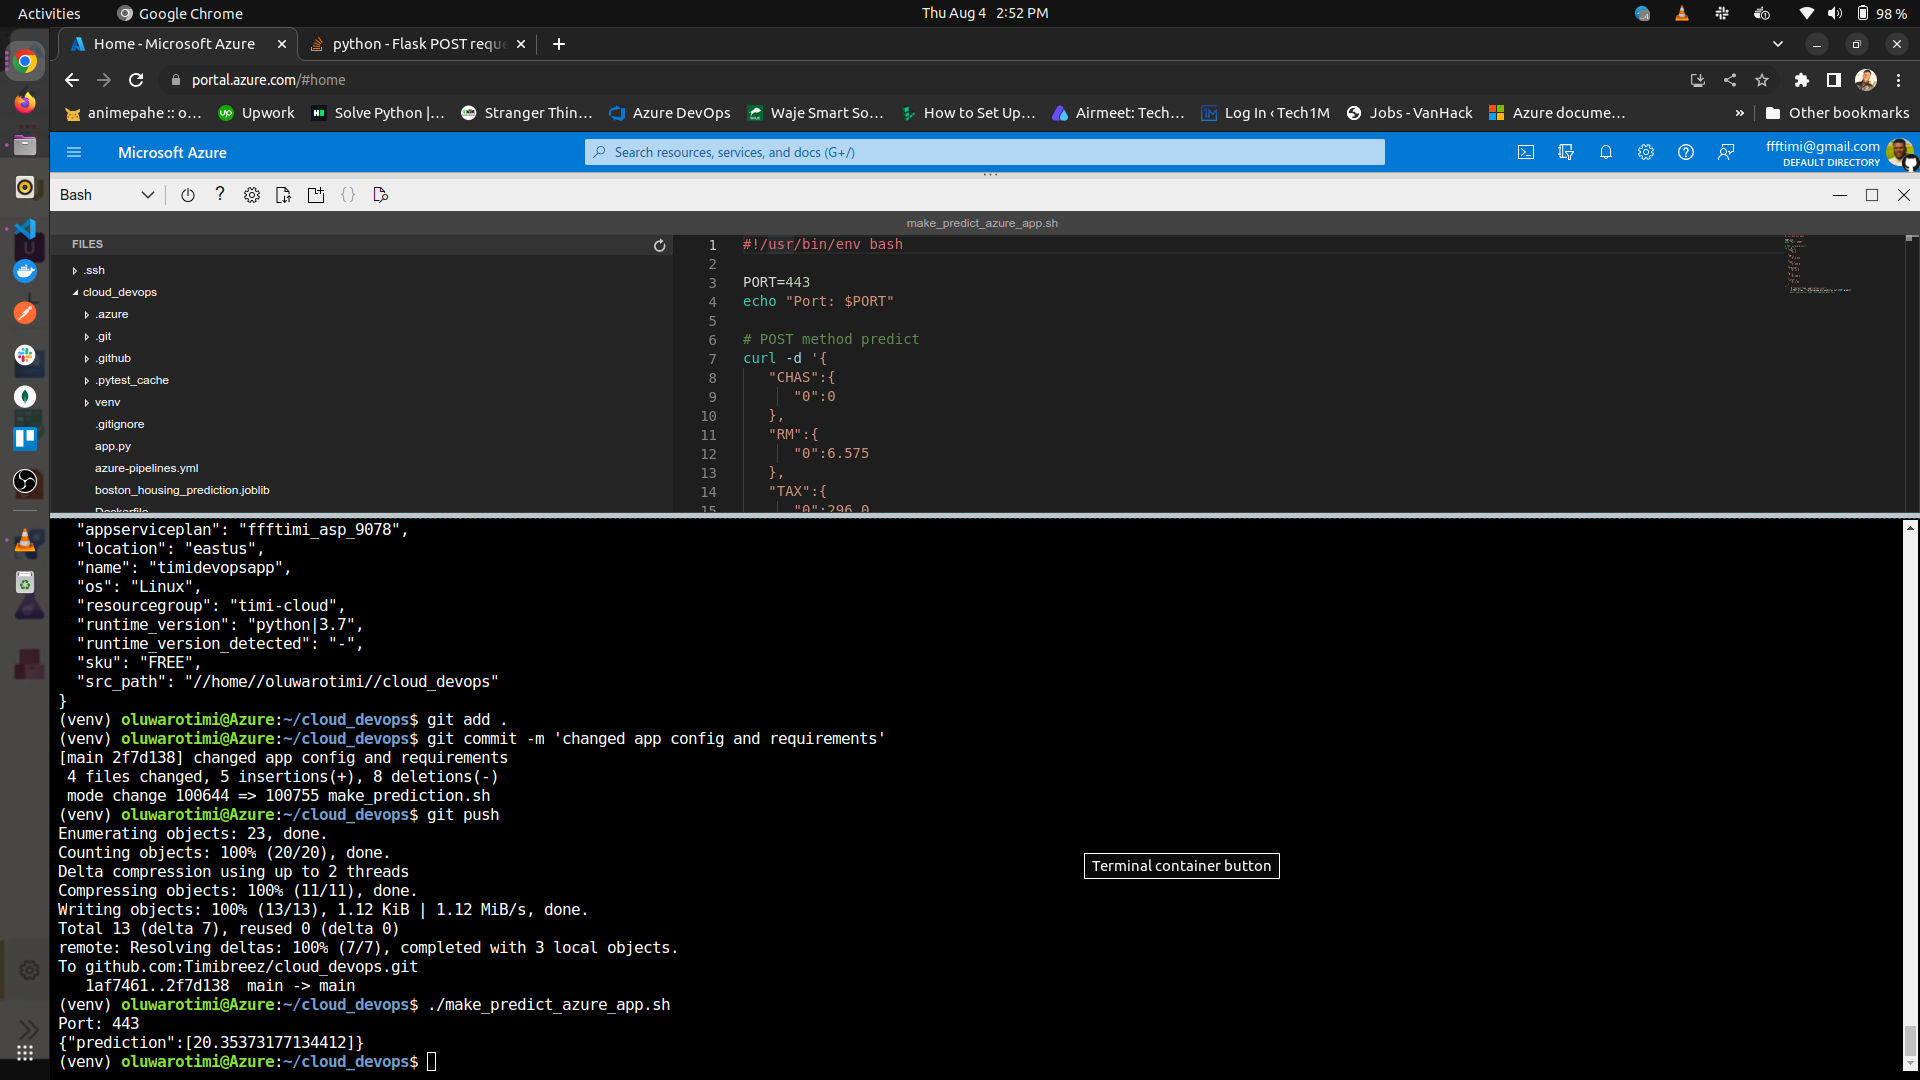 Activities
Google Chrome
Thu Aug 4 2:52 PM
98 %
Home - Microsoft Azure
python - Flask POST reque
portal.azure.com/#home
animepahe :: o…
Upwork
Solve Python |…
Stranger Thin…
Azure DevOps
Waje Smart So…
How to Set Up…
Airmeet: Tech…
Log In ‹ Tech1M
Jobs - VanHack
Azure docume…
»
Other bookmarks
Microsoft Azure
Search resources, services, and docs (G+/)
ffftimi@gmail.com
DEFAULT DIRECTORY
Bash
make_predict_azure_app.sh
FILES
.ssh
cloud_devops
.azure
.git
.github
.pytest_cache
venv
.gitignore
app.py
azure-pipelines.yml
boston_housing_prediction.joblib
Dockerfile
1 #!/usr/bin/env bash
2
3 PORT=443
4 echo "Port: $PORT"
5
6 # POST method predict
7 curl -d '{
8 "CHAS":{
9 "0":0
10 },
11 "RM":{
12 "0":6.575
13 },
14 "TAX":{
15 "0":296.0
"appserviceplan": "ffftimi_asp_9078",
"location": "eastus",
"name": "timidevopsapp",
"os": "Linux",
"resourcegroup": "timi-cloud",
"runtime_version": "python|3.7",
"runtime_version_detected": "-",
"sku": "FREE",
"src_path": "//home//oluwarotimi//cloud_devops"
}
(venv) oluwarotimi@Azure:~/cloud_devops$ git add .
(venv) oluwarotimi@Azure:~/cloud_devops$ git commit -m 'changed app config and requirements'
[main 2f7d138] changed app config and requirements
4 files changed, 5 insertions(+), 8 deletions(-)
mode change 100644 => 100755 make_prediction.sh
(venv) oluwarotimi@Azure:~/cloud_devops$ git push
Enumerating objects: 23, done.
Counting objects: 100% (20/20), done.
Delta compression using up to 2 threads
Compressing objects: 100% (11/11), done.
Writing objects: 100% (13/13), 1.12 KiB | 1.12 MiB/s, done.
Total 13 (delta 7), reused 0 (delta 0)
remote: Resolving deltas: 100% (7/7), completed with 3 local objects.
To github.com:Timibreez/cloud_devops.git
1af7461..2f7d138 main -> main
(venv) oluwarotimi@Azure:~/cloud_devops$ ./make_predict_azure_app.sh
Port: 443
{"prediction":[20.35373177134412]}
(venv) oluwarotimi@Azure:~/cloud_devops$
Terminal container button